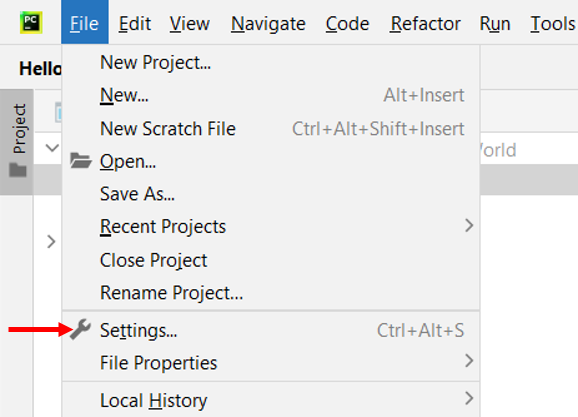 PC
File Edit View Navigate Code Refactor Run Tools
Hello
New Project...
New... Alt+Insert
New Scratch File Ctrl+Alt+Shift+Insert
Project
Open...
World
Save As...
Recent Projects
Close Project
Rename Project...
Settings... Ctrl+Alt+S
File Properties
Local History